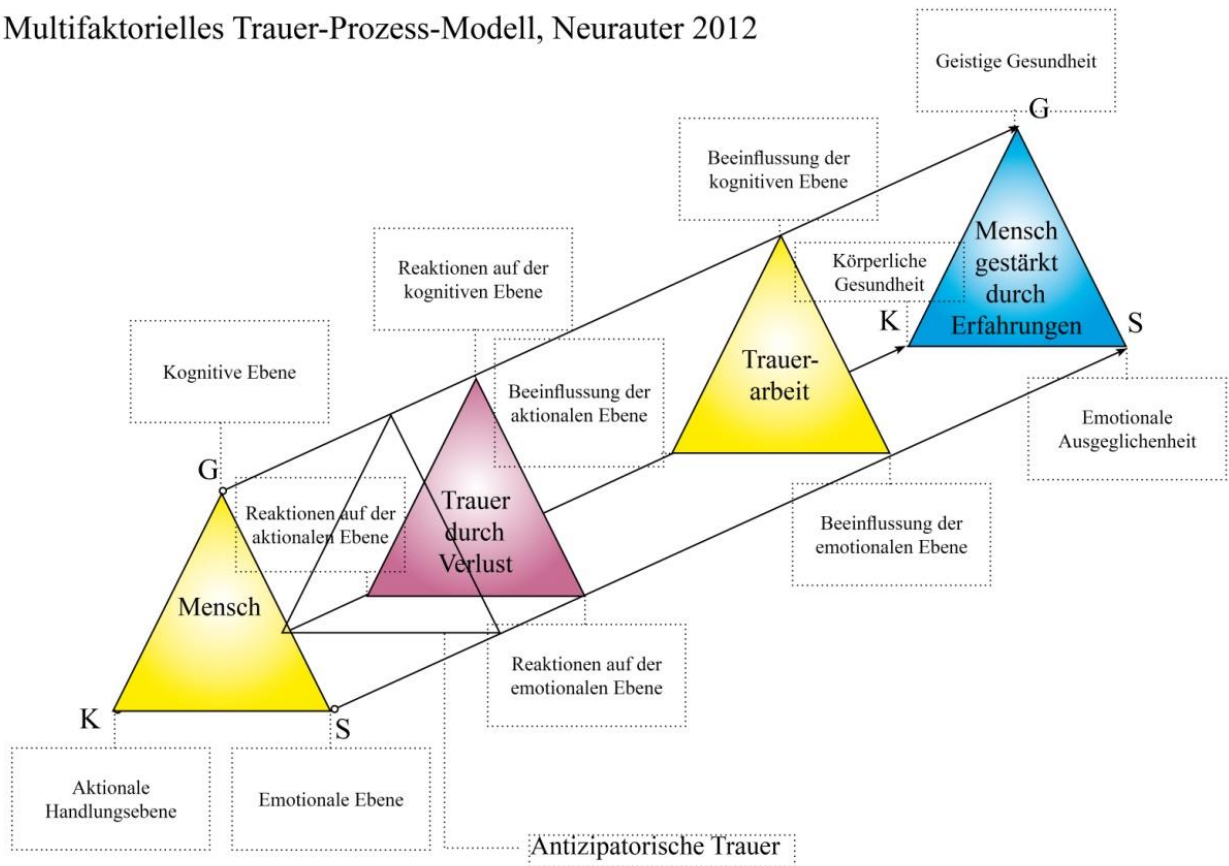 Multifaktorielles Trauer-Prozess-Modell, Neurauter 2012
Geistige Gesundheit
G
Beeinflussung der
kognitiven Ebene
Mensch
gestärkt
durch
Erfahrungen
Körperliche
Gesundheit
K
S
Reaktionen auf der
kognitiven Ebene
Trauer-
arbeit
Kognitive Ebene
Beeinflussung der
aktionalen Ebene
Emotionale
Ausgeglichenheit
G
Reaktionen auf der
aktionalen Ebene
Trauer
durch
Verlust
Beeinflussung der
emotionalen Ebene
Mensch
Reaktionen auf der
emotionalen Ebene
K
S
Aktionale
Handlungsebene
Emotionale Ebene
Antizipatorische Trauer